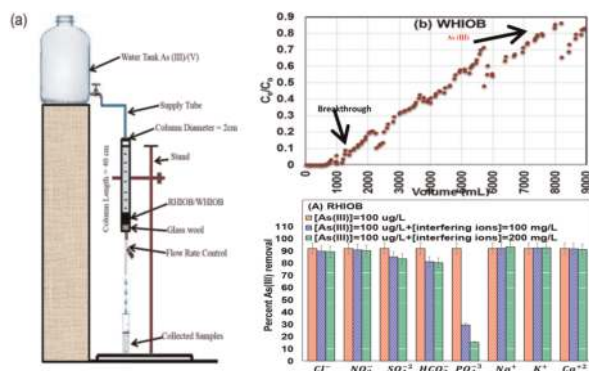 (a)
Water Tank As (III)/(V)
Supply Tube
Column Diameter = 2cm
Stand
Column Length = 40 cm
RHIOB/WHIOB
Glass wool
Flow Rate Control
Collected Samples
(b) WHIOB
As (III)
Breakthrough
Cₑ/C₀
0.9
0.8
0.7
0.6
0.5
0.4
0.3
0.2
0.1
0
0 1000 2000 3000 4000 5000 6000 7000 8000 9000
Volume (mL)
(A) RHIOB
[As(III)]=100 ug/L
[As(III)]=100 ug/L+[interfering ions]=100 mg/L
[As(III)]=100 ug/L+[interfering ions]=200 mg/L
Percent As(III) removal
100
90
80
70
60
50
40
30
20
10
0
Cl⁻ NO₃⁻ SO₄⁻² HCO₃⁻ PO₄⁻³ Na⁺ K⁺ Ca⁺²